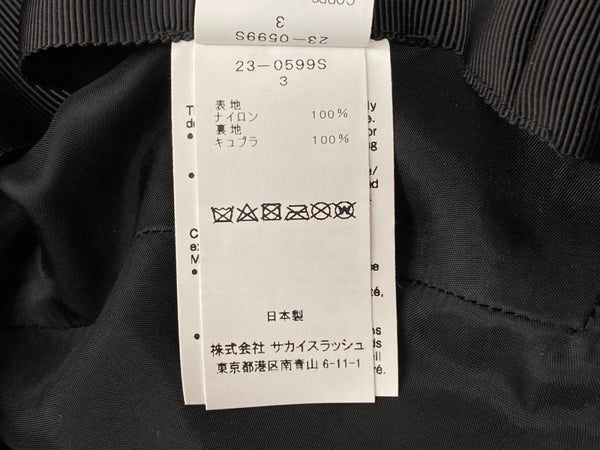 23-0599S
3
23-0599S
3
表地
ナイロン 100%
裏地
キュプラ 100%
日本製
株式会社 サカイスラッシュ
東京都港区南青山6-11-1